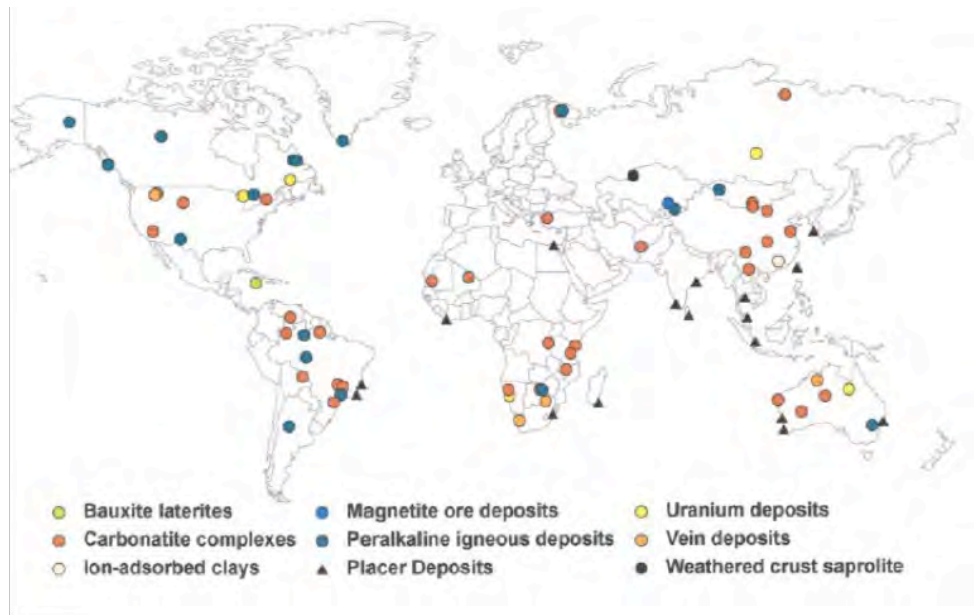 Bauxite laterites
Carbonatite complexes
Ion-adsorbed clays
Magnetite ore deposits
Peralkaline igneous deposits
Placer Deposits
Uranium deposits
Vein deposits
Weathered crust saprolite